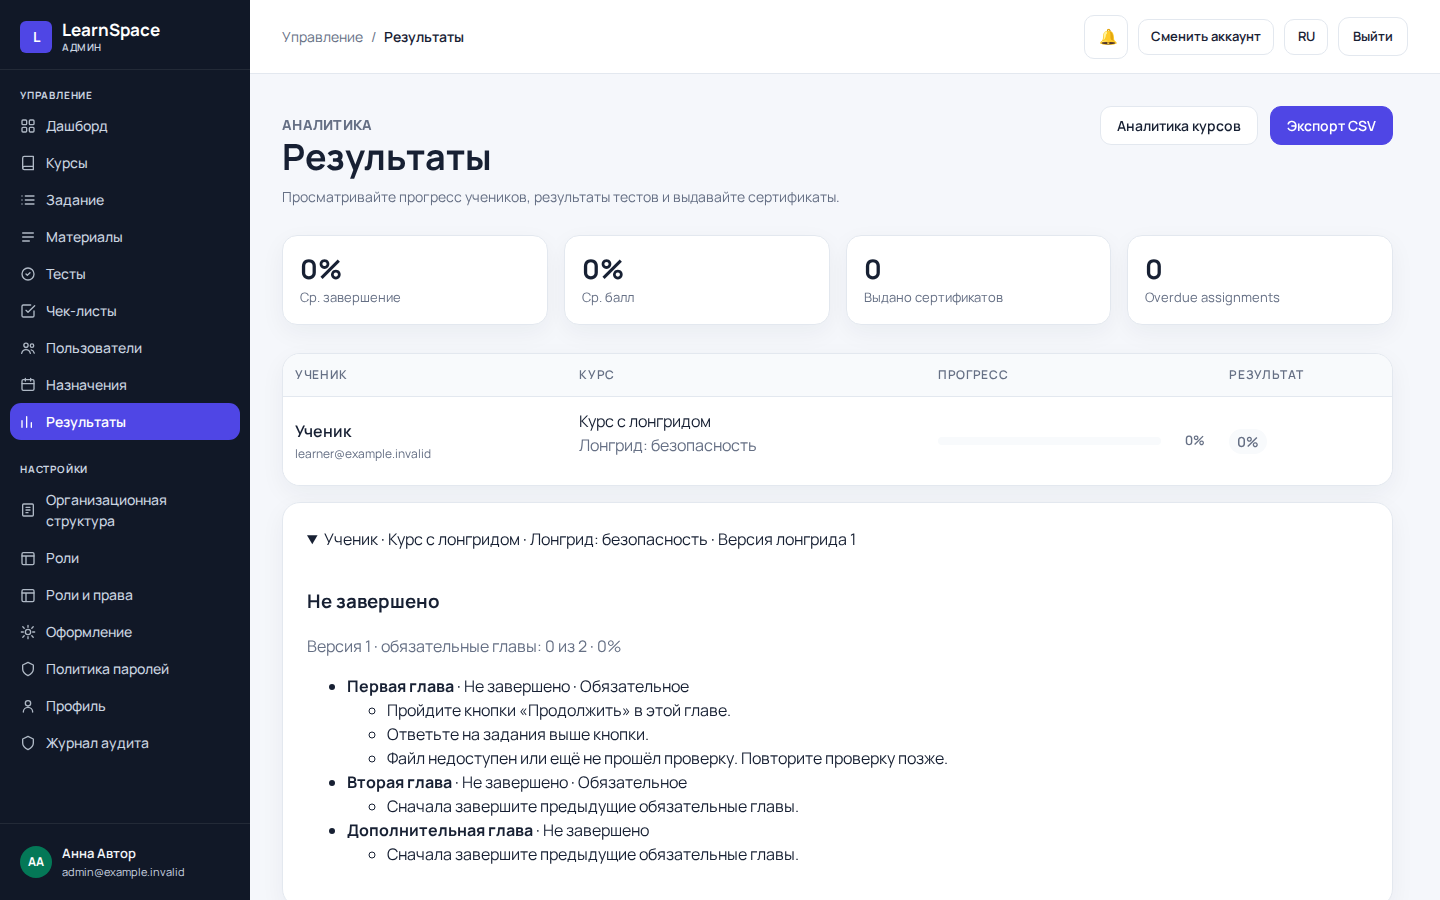 L
LearnSpace
АДМИН
УПРАВЛЕНИЕ
Дашборд
Курсы
Задание
Материалы
Тесты
Чек-листы
Пользователи
Назначения
Результаты
НАСТРОЙКИ
Организационная
структура
Роли
Роли и права
Оформление
Политика паролей
Профиль
Журнал аудита
АА
Анна Автор
admin@example.invalid
Управление / Результаты
Сменить аккаунт
RU
Выйти
АНАЛИТИКА
Результаты
Просматривайте прогресс учеников, результаты тестов и выдавайте сертификаты.
Аналитика курсов
Экспорт CSV
0%
Ср. завершение
0%
Ср. балл
0
Выдано сертификатов
0
Overdue assignments
УЧЕНИК КУРС ПРОГРЕСС РЕЗУЛЬТАТ
Ученик
learner@example.invalid
Курс с лонгридом
Лонгрид: безопасность
0%
0%
Ученик · Курс с лонгридом · Лонгрид: безопасность · Версия лонгрида 1
Не завершено
Версия 1 · обязательные главы: 0 из 2 · 0%
Первая глава · Не завершено · Обязательное
Пройдите кнопки «Продолжить» в этой главе.
Ответьте на задания выше кнопки.
Файл недоступен или ещё не прошёл проверку. Повторите проверку позже.
Вторая глава · Не завершено · Обязательное
Сначала завершите предыдущие обязательные главы.
Дополнительная глава · Не завершено
Сначала завершите предыдущие обязательные главы.